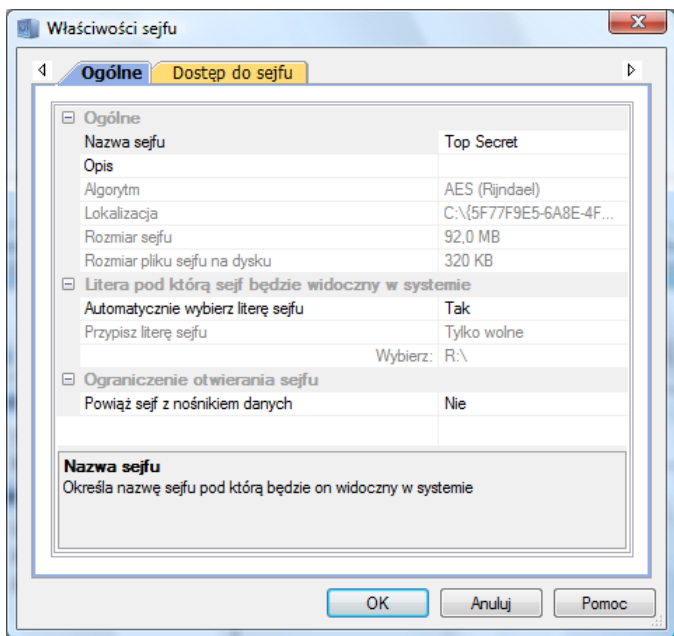 Właściwości sejfu
Ogólne Dostęp do sejfu
Ogólne
Nazwa sejfu Top Secret
Opis
Algorytm AES (Rijndael)
Lokalizacja C:\{5F77F9E5-6A8E-4F...
Rozmiar sejfu 92,0 MB
Rozmiar pliku sejfu na dysku 320 KB
Litera pod którą sejf będzie widoczny w systemie
Automatycznie wybierz literę sejfu Tak
Przypisz literę sejfu Tylko wolne
Wybierz: R:\
Ograniczenie otwierania sejfu
Powiąż sejf z nośnikiem danych Nie
Nazwa sejfu
Określa nazwę sejfu pod którą będzie on widoczny w systemie
OK Anuluj Pomoc